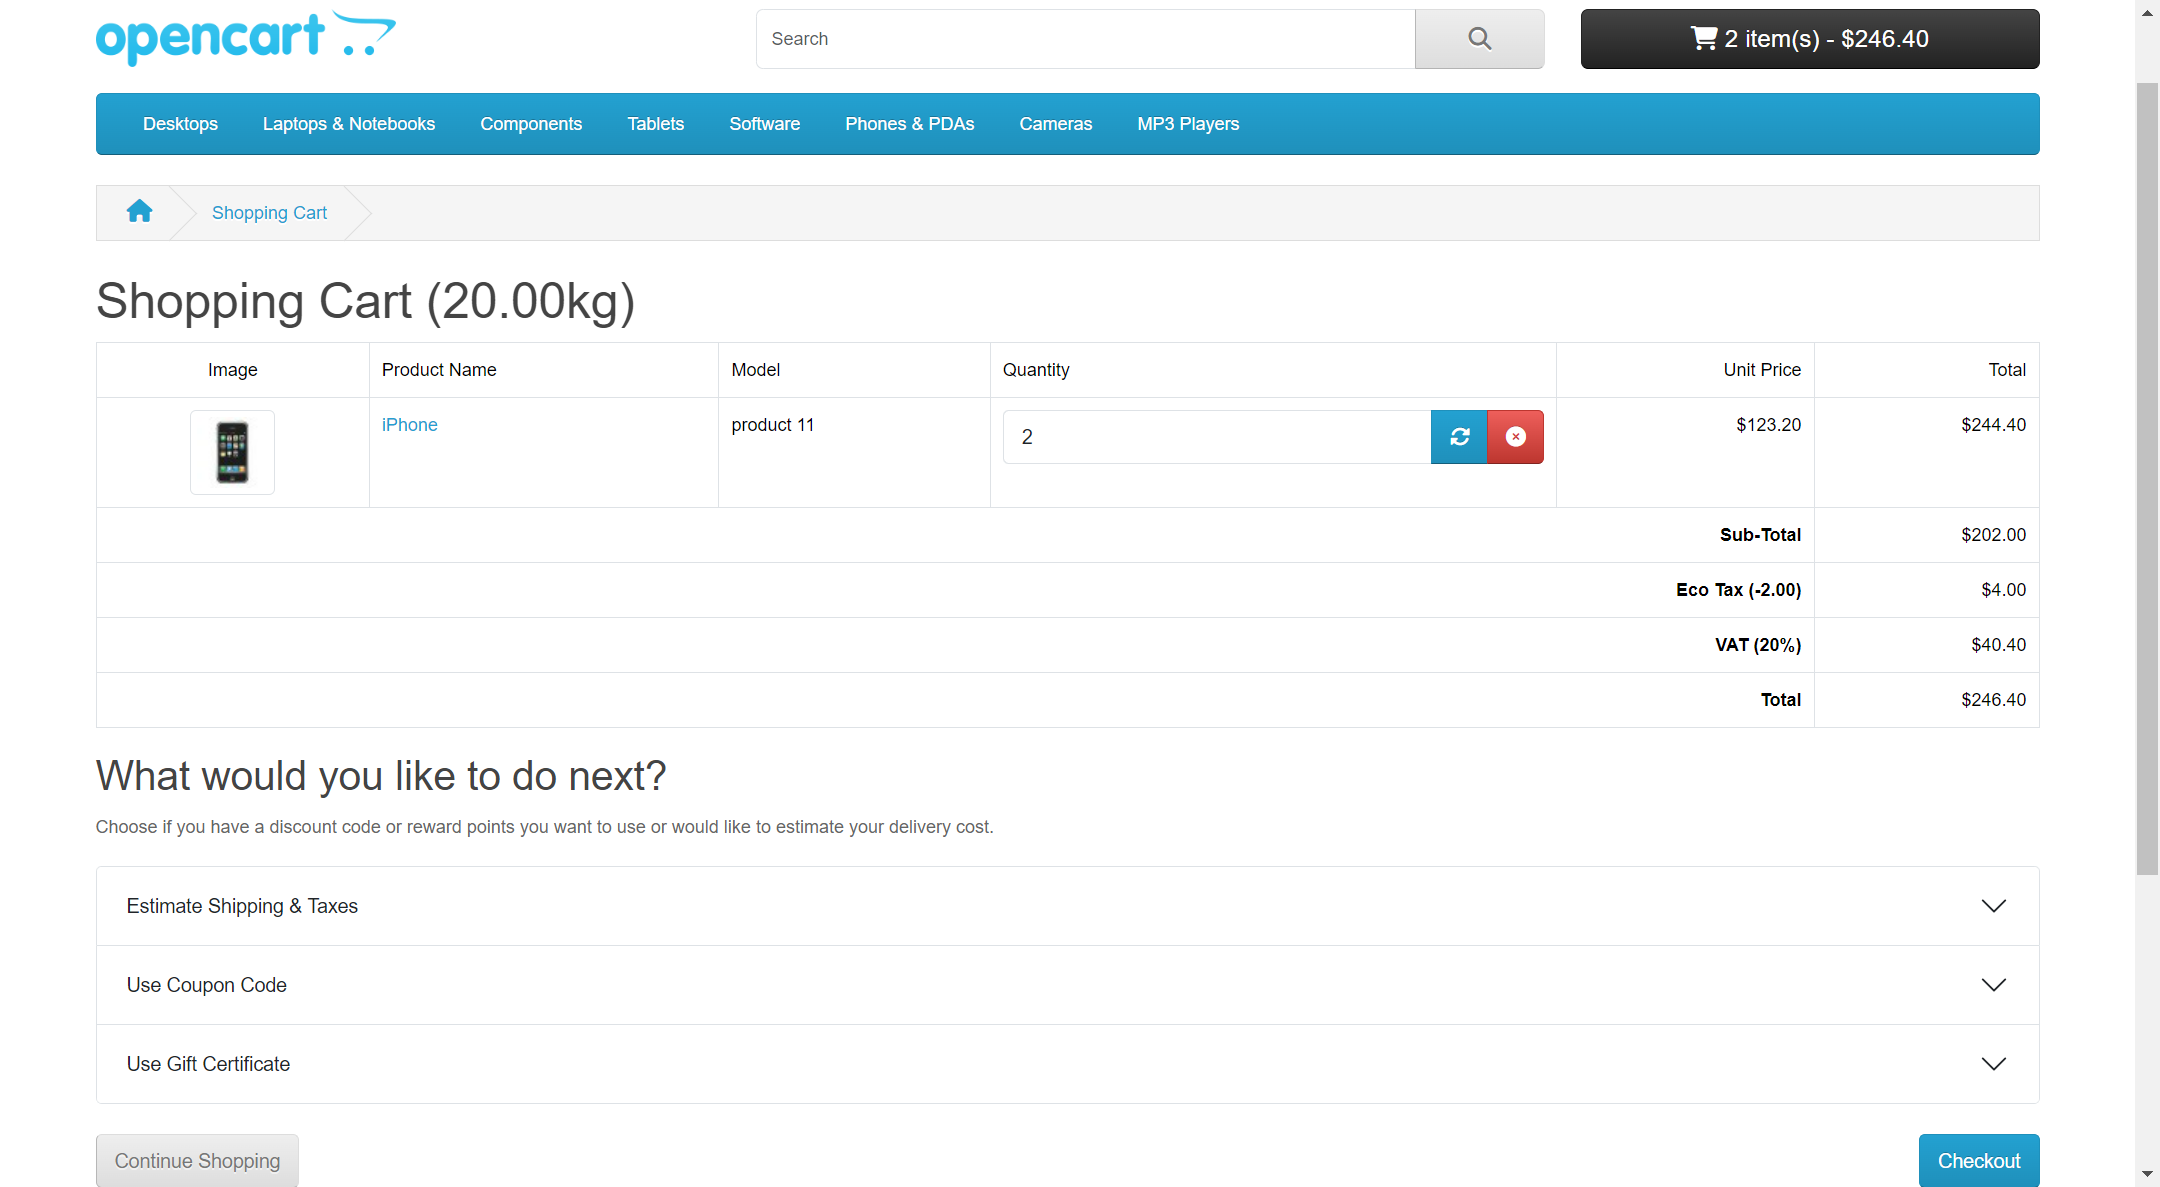 opencart
Search
2 item(s) - $246.40
Desktops Laptops & Notebooks Components Tablets Software Phones & PDAs Cameras MP3 Players
Shopping Cart
Shopping Cart (20.00kg)
Image Product Name Model Quantity Unit Price Total
iPhone product 11 2 $123.20 $244.40
Sub-Total $202.00
Eco Tax (-2.00) $4.00
VAT (20%) $40.40
Total $246.40
What would you like to do next?
Choose if you have a discount code or reward points you want to use or would like to estimate your delivery cost.
Estimate Shipping & Taxes
Use Coupon Code
Use Gift Certificate
Continue Shopping Checkout